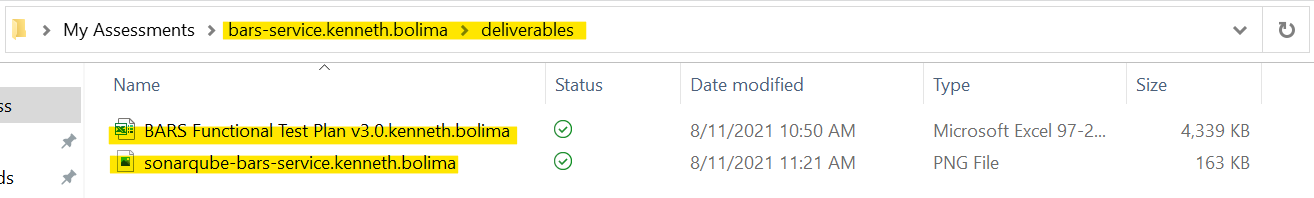 My Assessments > bars-service.kenneth.bolima > deliverables
Name Status Date modified Type Size
ss
BARS Functional Test Plan v3.0.kenneth.bolima 8/11/2021 10:50 AM Microsoft Excel 97-2... 4,339 KB
sonarqube-bars-service.kenneth.bolima 8/11/2021 11:21 AM PNG File 163 KB
ds